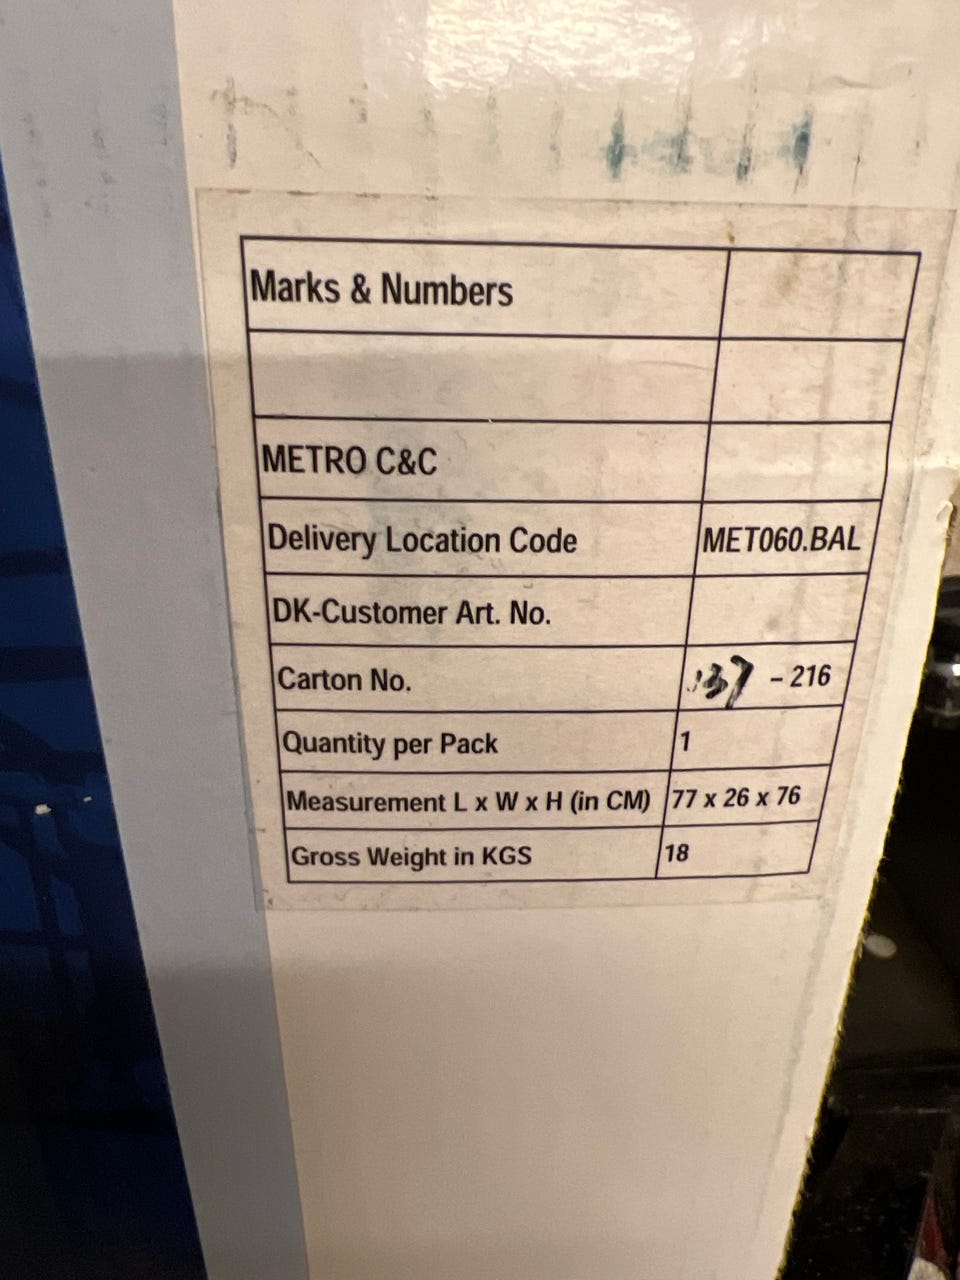 Marks & Numbers
METRO C&C
Delivery Location Code MET060.BAL
DK-Customer Art. No.
Carton No. 137 - 216
Quantity per Pack 1
Measurement L x W x H (in CM) 77 x 26 x 76
Gross Weight in KGS 18